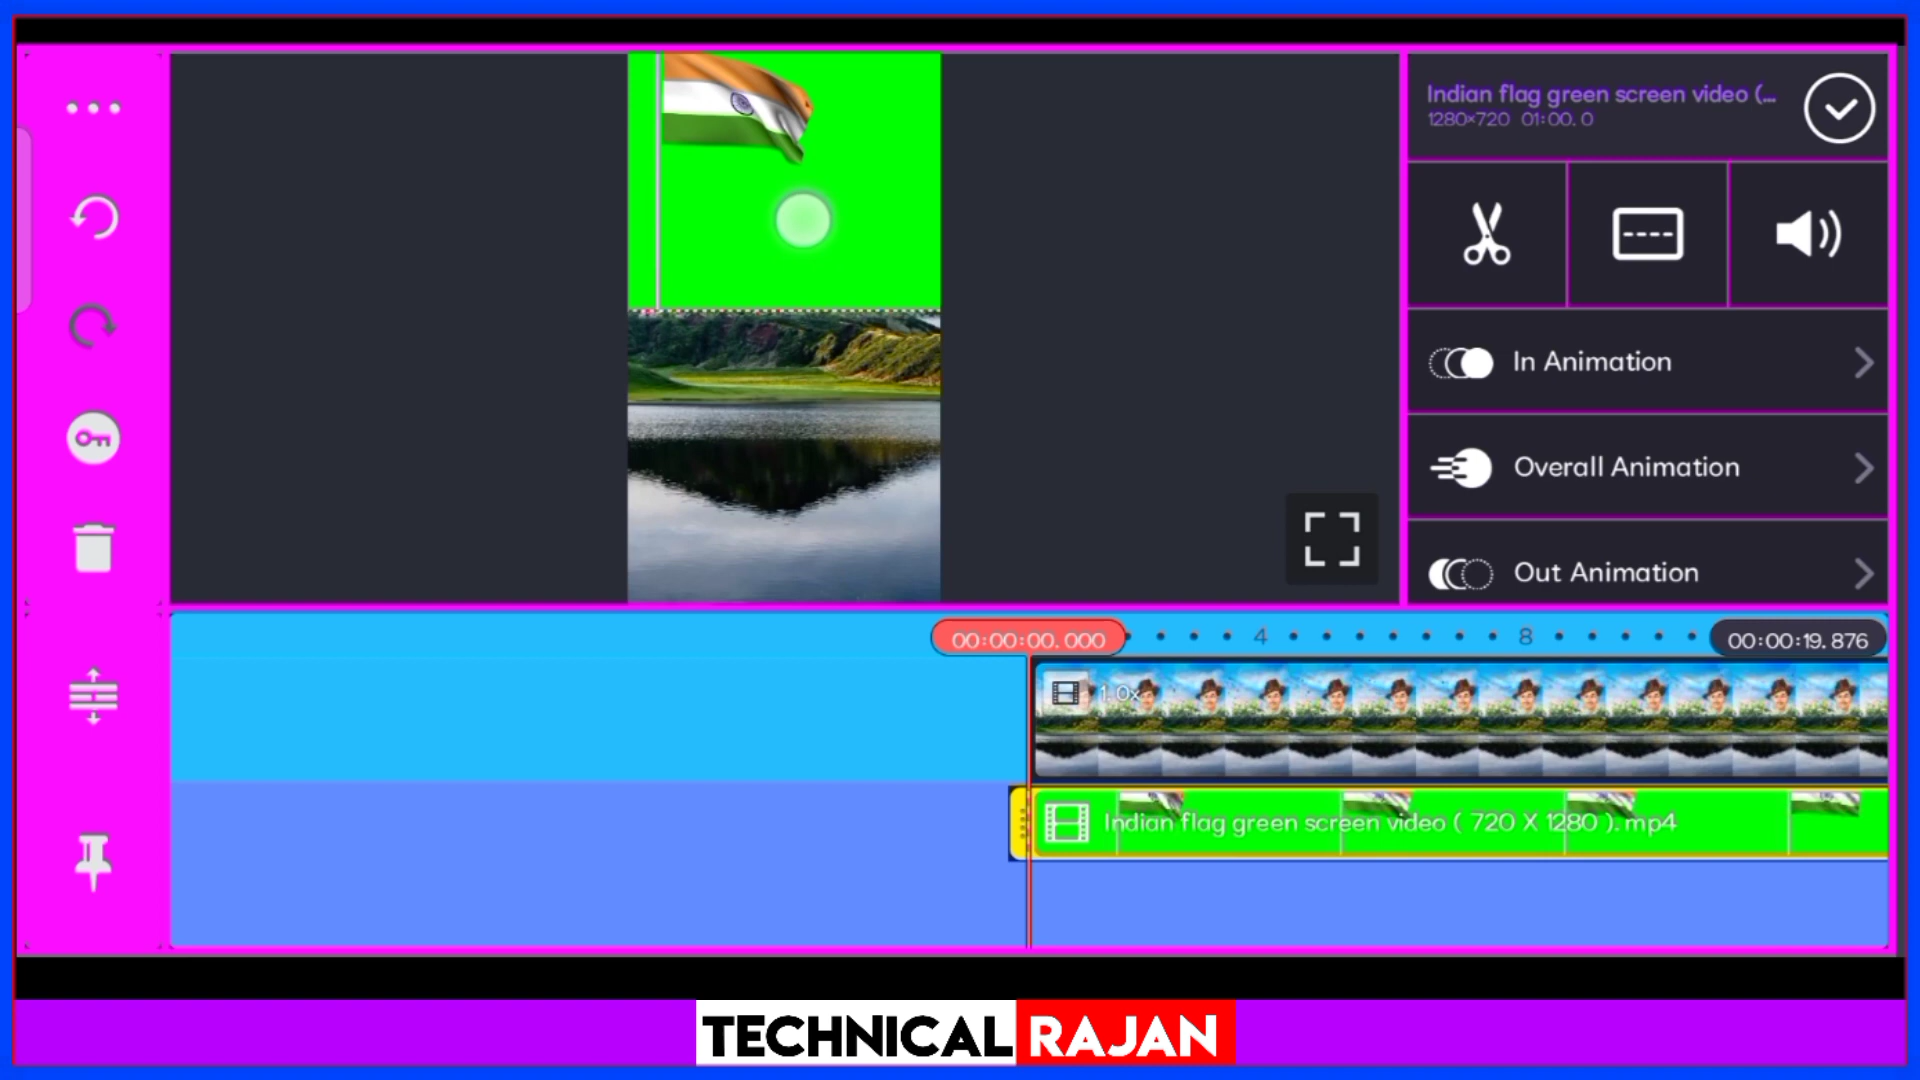 Indian flag green screen video (...
1280×720 01:00.0
In Animation
Overall Animation
Out Animation
00:00:00.000
4
8
00:00:19.876
1.0x
Indian flag green screen video ( 720 X 1280 ).mp4
TECHNICAL RAJAN